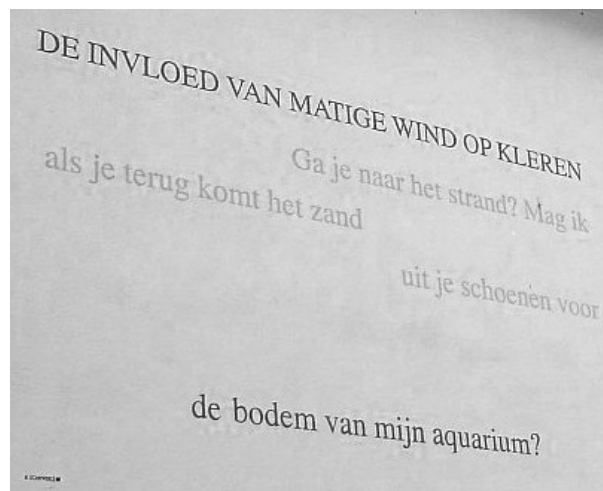 DE INVLOED VAN MATIGE WIND OP KLEREN
Ga je naar het strand? Mag ik
als je terug komt het zand
uit je schoenen voor
de bodem van mijn aquarium?